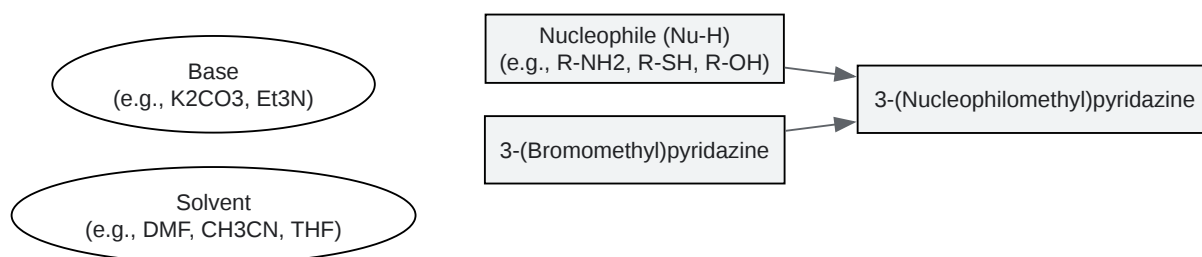 Base
(e.g., K2CO3, Et3N)
Solvent
(e.g., DMF, CH3CN, THF)
Nucleophile (Nu-H)
(e.g., R-NH2, R-SH, R-OH)
3-(Bromomethyl)pyridazine
3-(Nucleophilomethyl)pyridazine